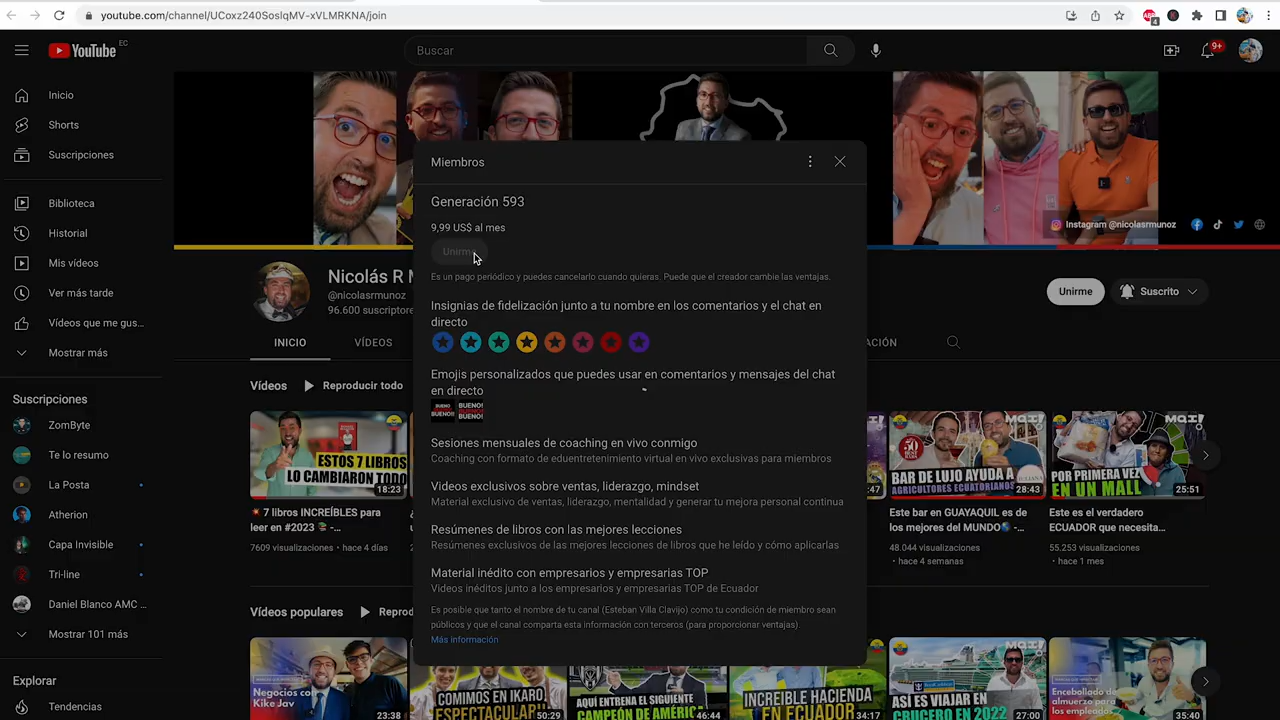 youtube.com/channel/UCoxz240SosIqMV-xVLMRKNA/join
4
YouTube EC
Buscar
9+
Inicio
Shorts
Suscripciones
Biblioteca
Historial
Mis vídeos
Ver más tarde
Vídeos que me gus...
Mostrar más
Suscripciones
ZomByte
Te lo resumo
La Posta
Atherion
Capa Invisible
Tri-line
Daniel Blanco AMC ...
Mostrar 101 más
Explorar
Tendencias
Instagram @nicolasrmunoz
Nicolás R M
@nicolasrmunoz
96.600 suscriptore
Unirme
Suscrito
INICIO
VÍDEOS
ACIÓN
Miembros
Generación 593
9,99 US$ al mes
Unirme
Es un pago periódico y puedes cancelarlo cuando quieras. Puede que el creador cambie las ventajas.
Insignias de fidelización junto a tu nombre en los comentarios y el chat en
directo
Emojis personalizados que puedes usar en comentarios y mensajes del chat
en directo
BUENO BUENO!!
BUENO!
BUENO!
BUENO!
Sesiones mensuales de coaching en vivo conmigo
Coaching con formato de eduentretenimiento virtual en vivo exclusivas para miembros
Videos exclusivos sobre ventas, liderazgo, mindset
Material exclusivo de ventas, liderazgo, mentalidad y generar tu mejora personal continua
Resúmenes de libros con las mejores lecciones
Resúmenes exclusivos de las mejores lecciones de libros que he leído y cómo aplicarlas
Material inédito con empresarios y empresarias TOP
Videos inéditos junto a los empresarios y empresarias TOP de Ecuador
Es posible que tanto el nombre de tu canal (Esteban Villa Clavijo) como tu condición de miembro sean
públicos y que el canal comparta esta información con terceros (para proporcionar ventajas).
Más información
Vídeos
Reproducir todo
ESTOS 7 LIBROS
LO CAMBIARON TODO
18:23
7 libros INCREÍBLES para
leer en #2023 -...
7609 visualizaciones • hace 4 días
:47
BAR DE LUJO AYUDA A
AGRICULTORES ECUATORIANOS
28:43
Este bar en GUAYAQUIL es de
los mejores del MUNDO -...
48.044 visualizaciones
• hace 4 semanas
POR PRIMERA VEZ
EN UN MALL
25:51
Este es el verdadero
ECUADOR que necesita...
55.253 visualizaciones
• hace 1 mes
Vídeos populares
Reprod
Negocios con
Kike Jav
23:38
COMIMOS EN IKARO,
ESPECTACULAR
50:29
AQUÍ ENTRENA EL SIGUIENTE
CAMPEÓN DE AMÉRICA
46:44
INCREIBLE HACIENDA
EN ECUADOR
34:17
ASÍ ES VIAJAR EN
CRUCERO EN 2022
27:00
Encebollado de
almuerzo para
los empleados
35:40